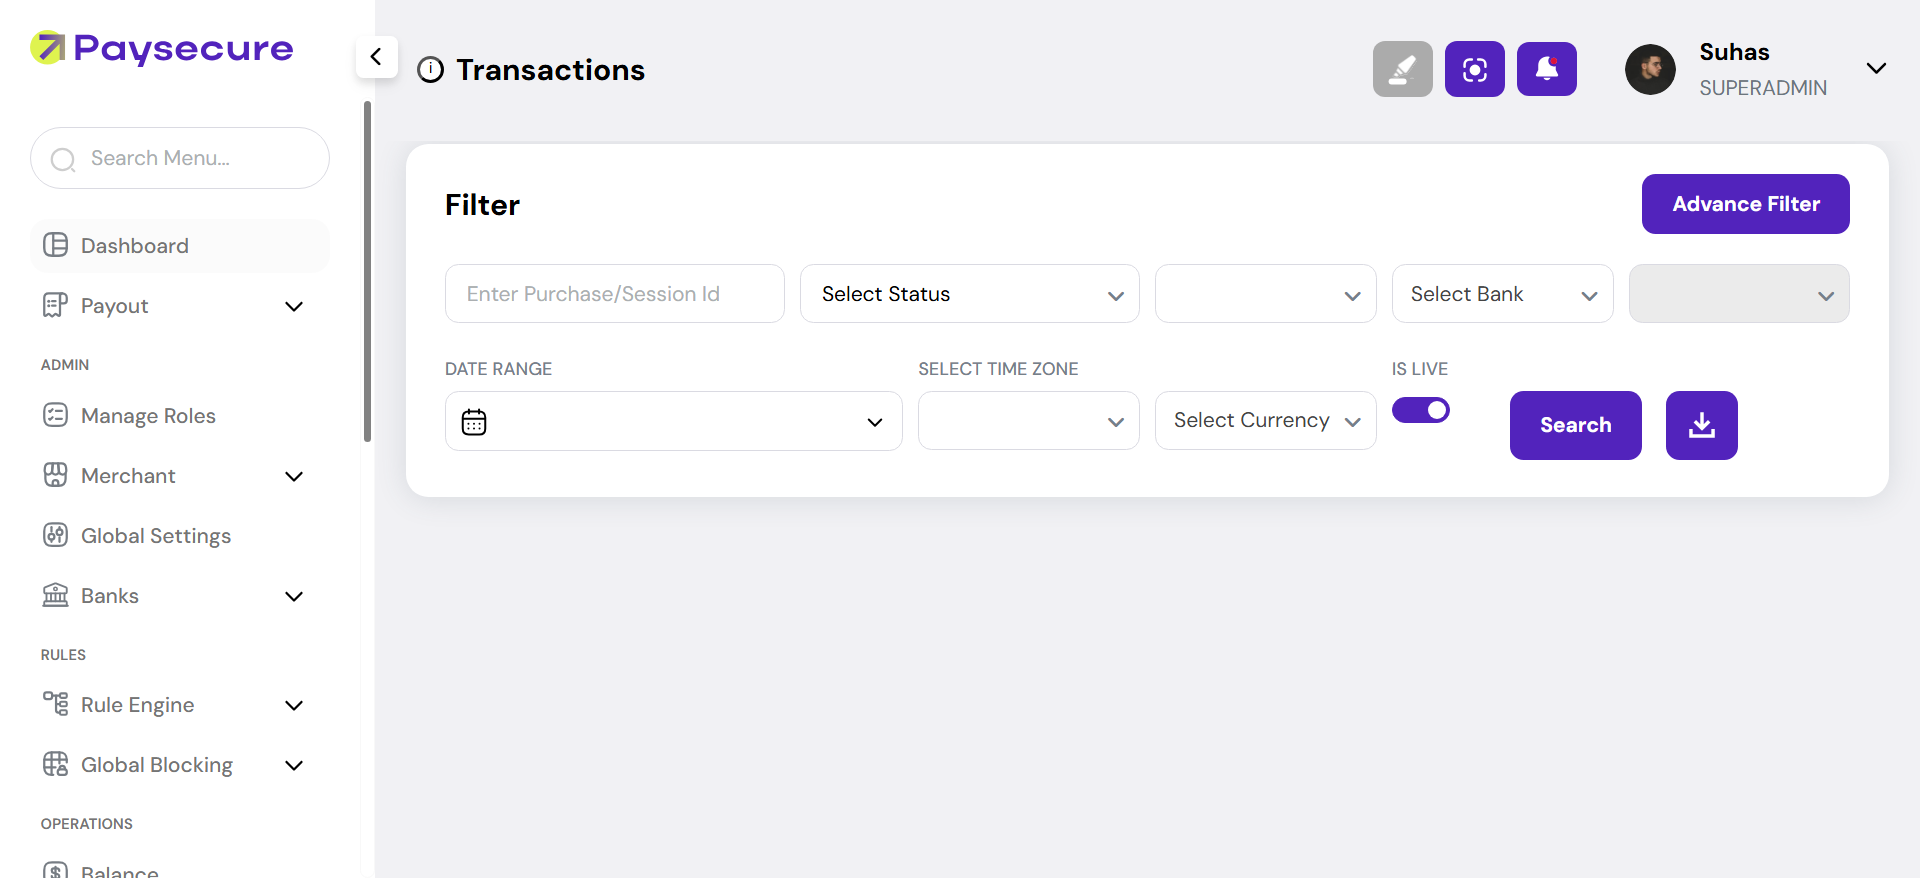 Paysecure
Transactions
Suhas
SUPERADMIN
Search Menu...
Dashboard
Payout
ADMIN
Manage Roles
Merchant
Global Settings
Banks
RULES
Rule Engine
Global Blocking
OPERATIONS
Balance
Filter
Advance Filter
Enter Purchase/Session Id
Select Status
Select Bank
DATE RANGE
SELECT TIME ZONE
IS LIVE
Select Currency
Search